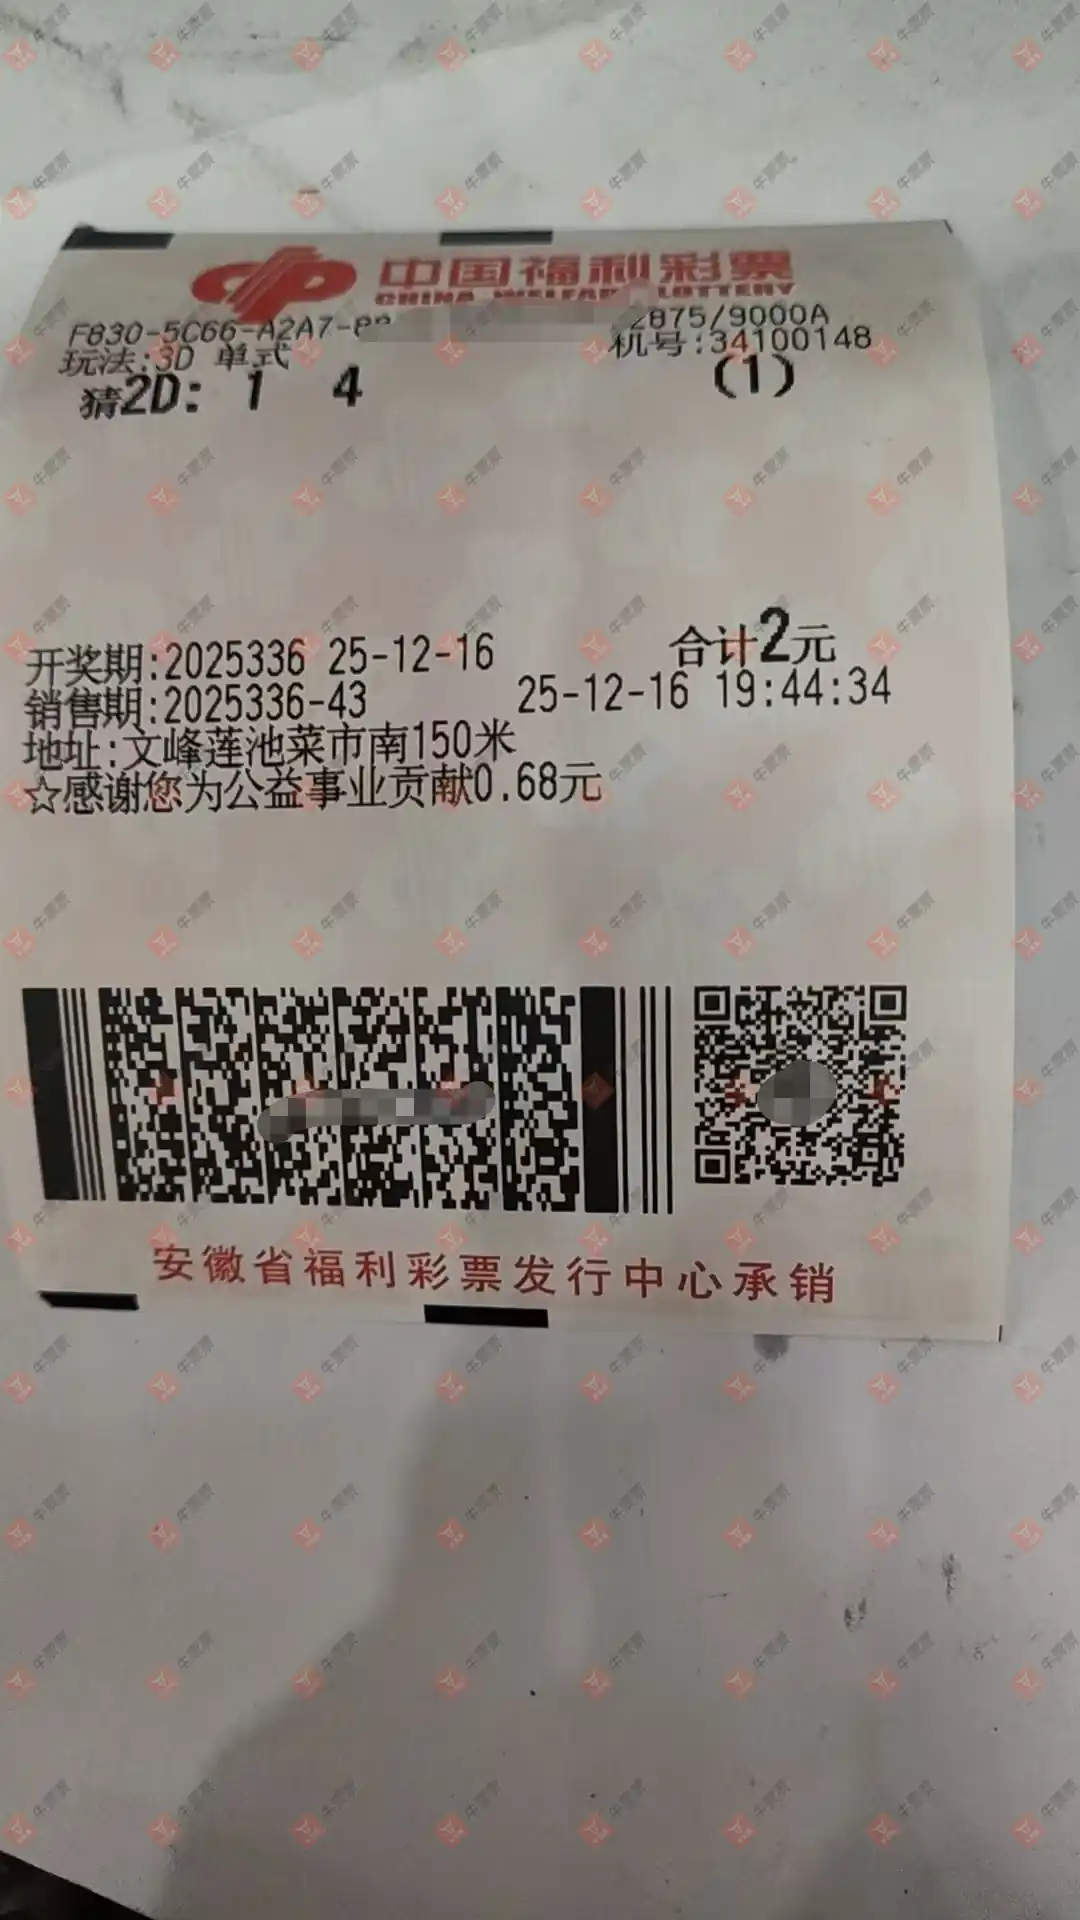 中国福利彩票
CHINA WELFARE LOTTERY
F830-5C66-A2A7- 2875/9000A
玩法:3D 单式 机号:34100148
猜2D: 1 4 (1)
开奖期:2025336 25-12-16 合计2元
销售期:2025336-43 25-12-16 19:44:34
地址:文峰莲池菜市南150米
☆感谢您为公益事业贡献0.68元
安徽省福利彩票发行中心承销